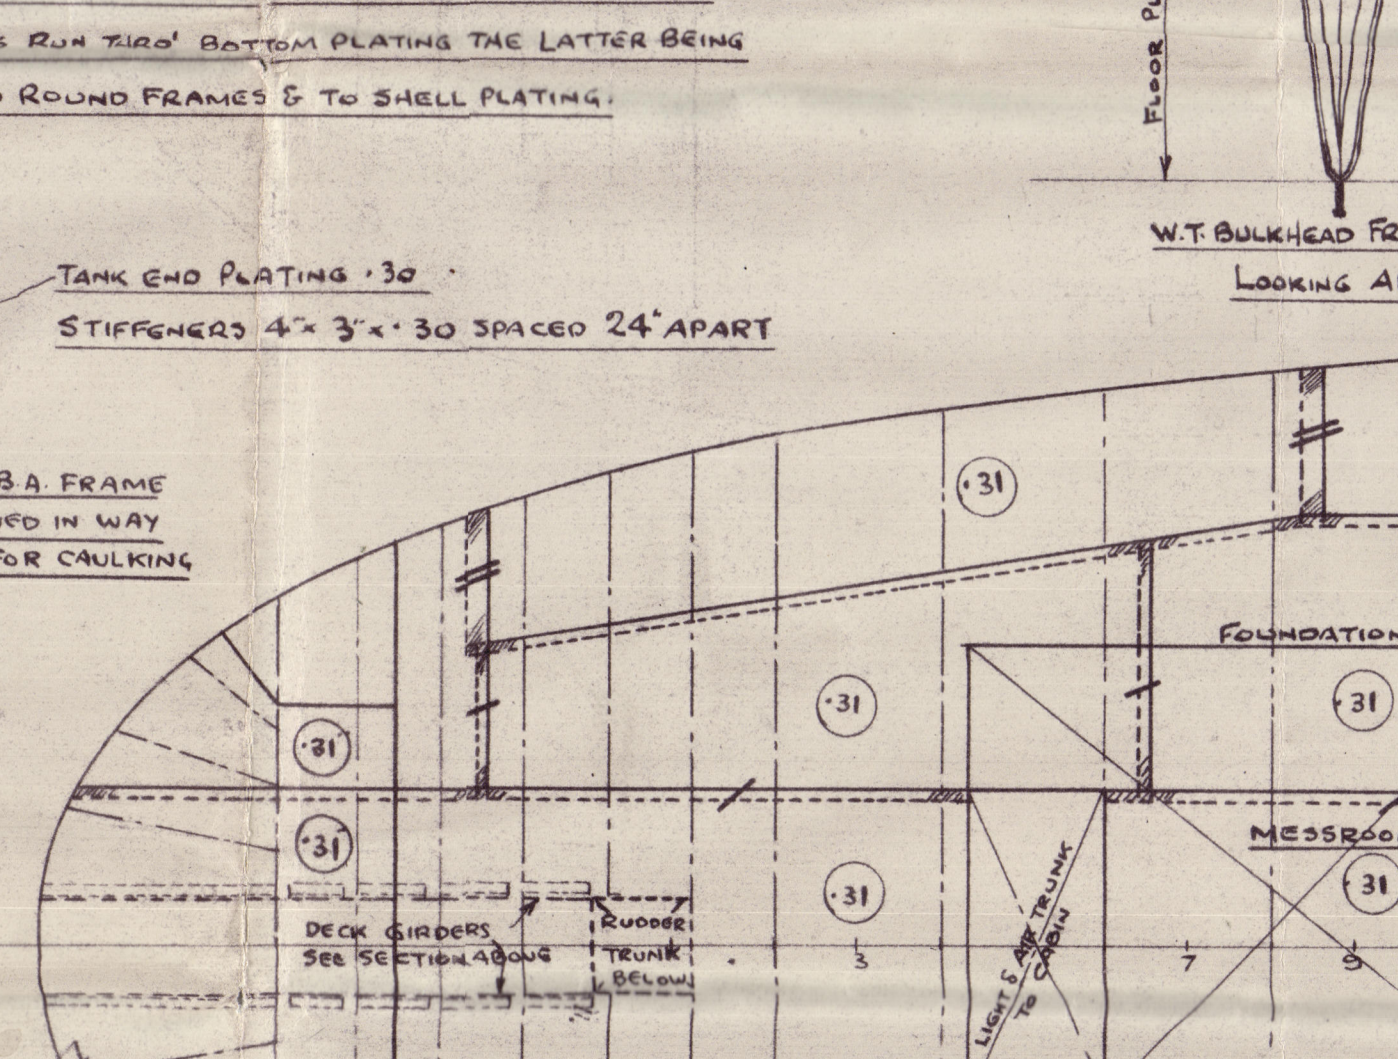 RUN THRO' BOTTOM PLATING THE LATTER BEING
ROUND FRAMES & TO SHELL PLATING.
FLOOR
W.T. BULKHEAD
LOOKING
TANK END PLATING .30
STIFFENERS 4"x 3"x .30 SPACED 24" APART
B.A. FRAME
IN WAY
FOR CAULKING
.31
FOUNDATION
.31
.31
.31
MESSROO
.31
.31
.31
DECK GIRDERS
SEE SECTION ABOVE
RUDDER
TRUNK
BELOW
3
7
9
LIGHT & AIR TRUNK
TO CABIN